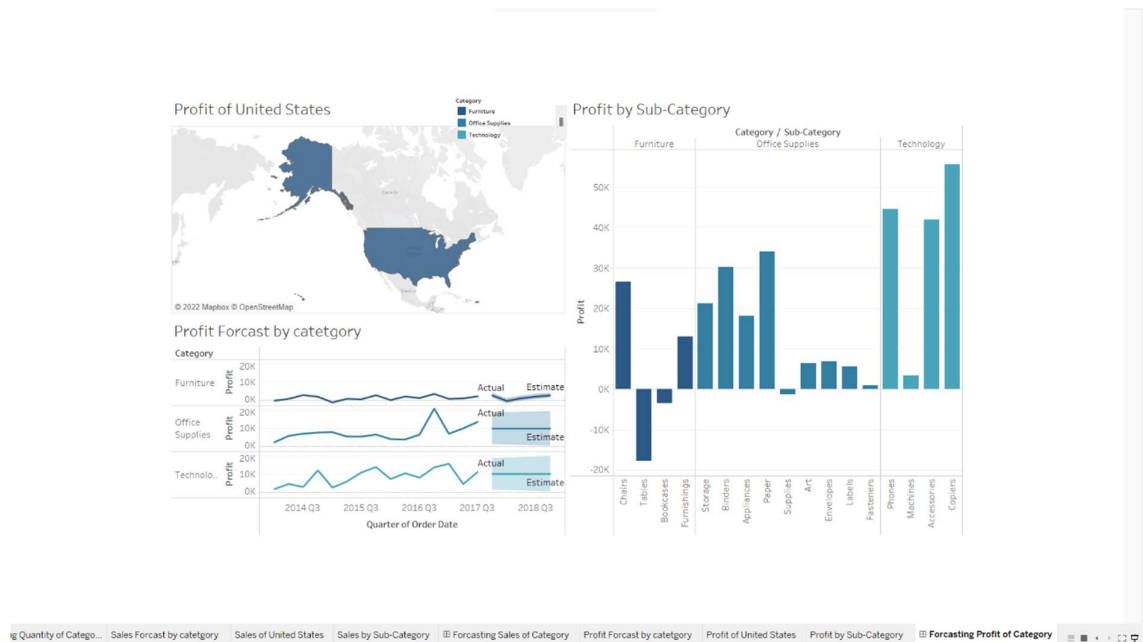 Profit of United States
Category
Furniture
Office Supplies
Technology
Canada
© 2022 Mapbox © OpenStreetMap
Profit Forcast by catetgory
Category
Furniture
Profit
20K
10K
0K
Actual
Estimate
Office
Supplies
Profit
20K
10K
0K
Actual
Estimate
Technolo..
Profit
20K
10K
0K
Actual
Estimate
2014 Q3 2015 Q3 2016 Q3 2017 Q3 2018 Q3
Quarter of Order Date
Profit by Sub-Category
Category / Sub-Category
Furniture Office Supplies Technology
Profit
50K
40K
30K
20K
10K
0K
-10K
-20K
Chairs
Tables
Bookcases
Furnishings
Storage
Binders
Appliances
Paper
Supplies
Art
Envelopes
Labels
Fasteners
Phones
Machines
Accessories
Copiers
g Quantity of Catego... Sales Forcast by catetgory Sales of United States Sales by Sub-Category Forcasting Sales of Category Profit Forcast by catetgory Profit of United States Profit by Sub-Category Forcasting Profit of Category